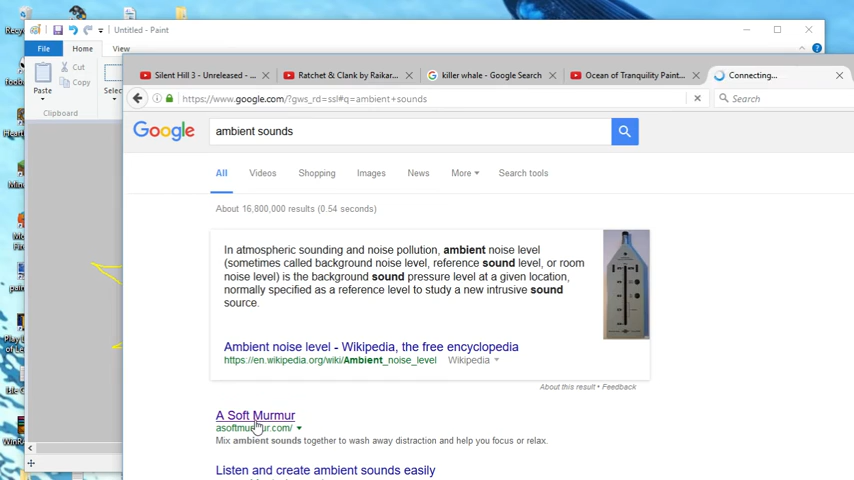 Untitled - Paint
File Home View
Paste
Cut
Copy
Selec
Clipboard
Silent Hill 3 - Unreleased - ... Ratchet & Clank by Raikar... killer whale - Google Search Ocean of Tranquility Paint... Connecting...
https://www.google.com/?gws_rd=ssl#q=ambient+sounds
Search
Google
ambient sounds
All Videos Shopping Images News More Search tools
About 16,800,000 results (0.54 seconds)
In atmospheric sounding and noise pollution, ambient noise level
(sometimes called background noise level, reference sound level, or room
noise level) is the background sound pressure level at a given location,
normally specified as a reference level to study a new intrusive sound
source.
Ambient noise level - Wikipedia, the free encyclopedia
https://en.wikipedia.org/wiki/Ambient_noise_level Wikipedia
About this result • Feedback
A Soft Murmur
asoftmurmur.com/
Mix ambient sounds together to wash away distraction and help you focus or relax.
Listen and create ambient sounds easily